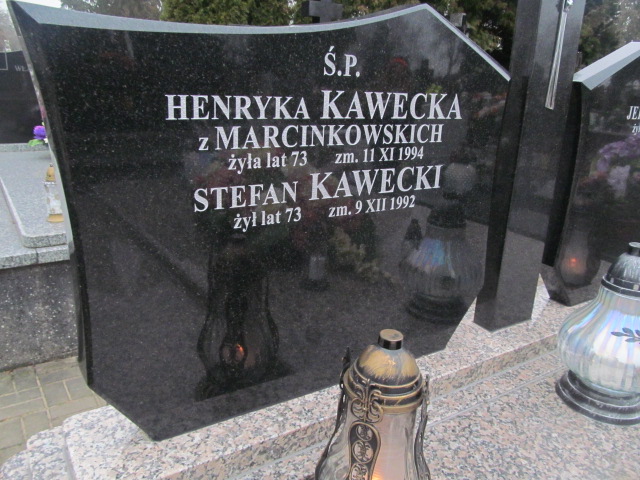 Ś.P.
HENRYKA KAWECKA
z MARCINKOWSKICH
żyła lat 73 zm. 11 XI 1994
STEFAN KAWECKI
żył lat 73 zm. 9 XII 1992